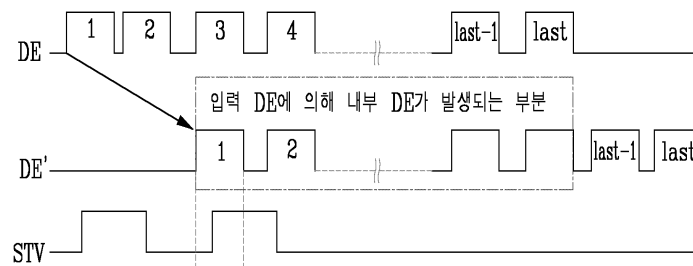 1 2 3 4 last-1 last
DE
입력 DE에 의해 내부 DE가 발생되는 부분
1 2 last-1 last
DE'
STV